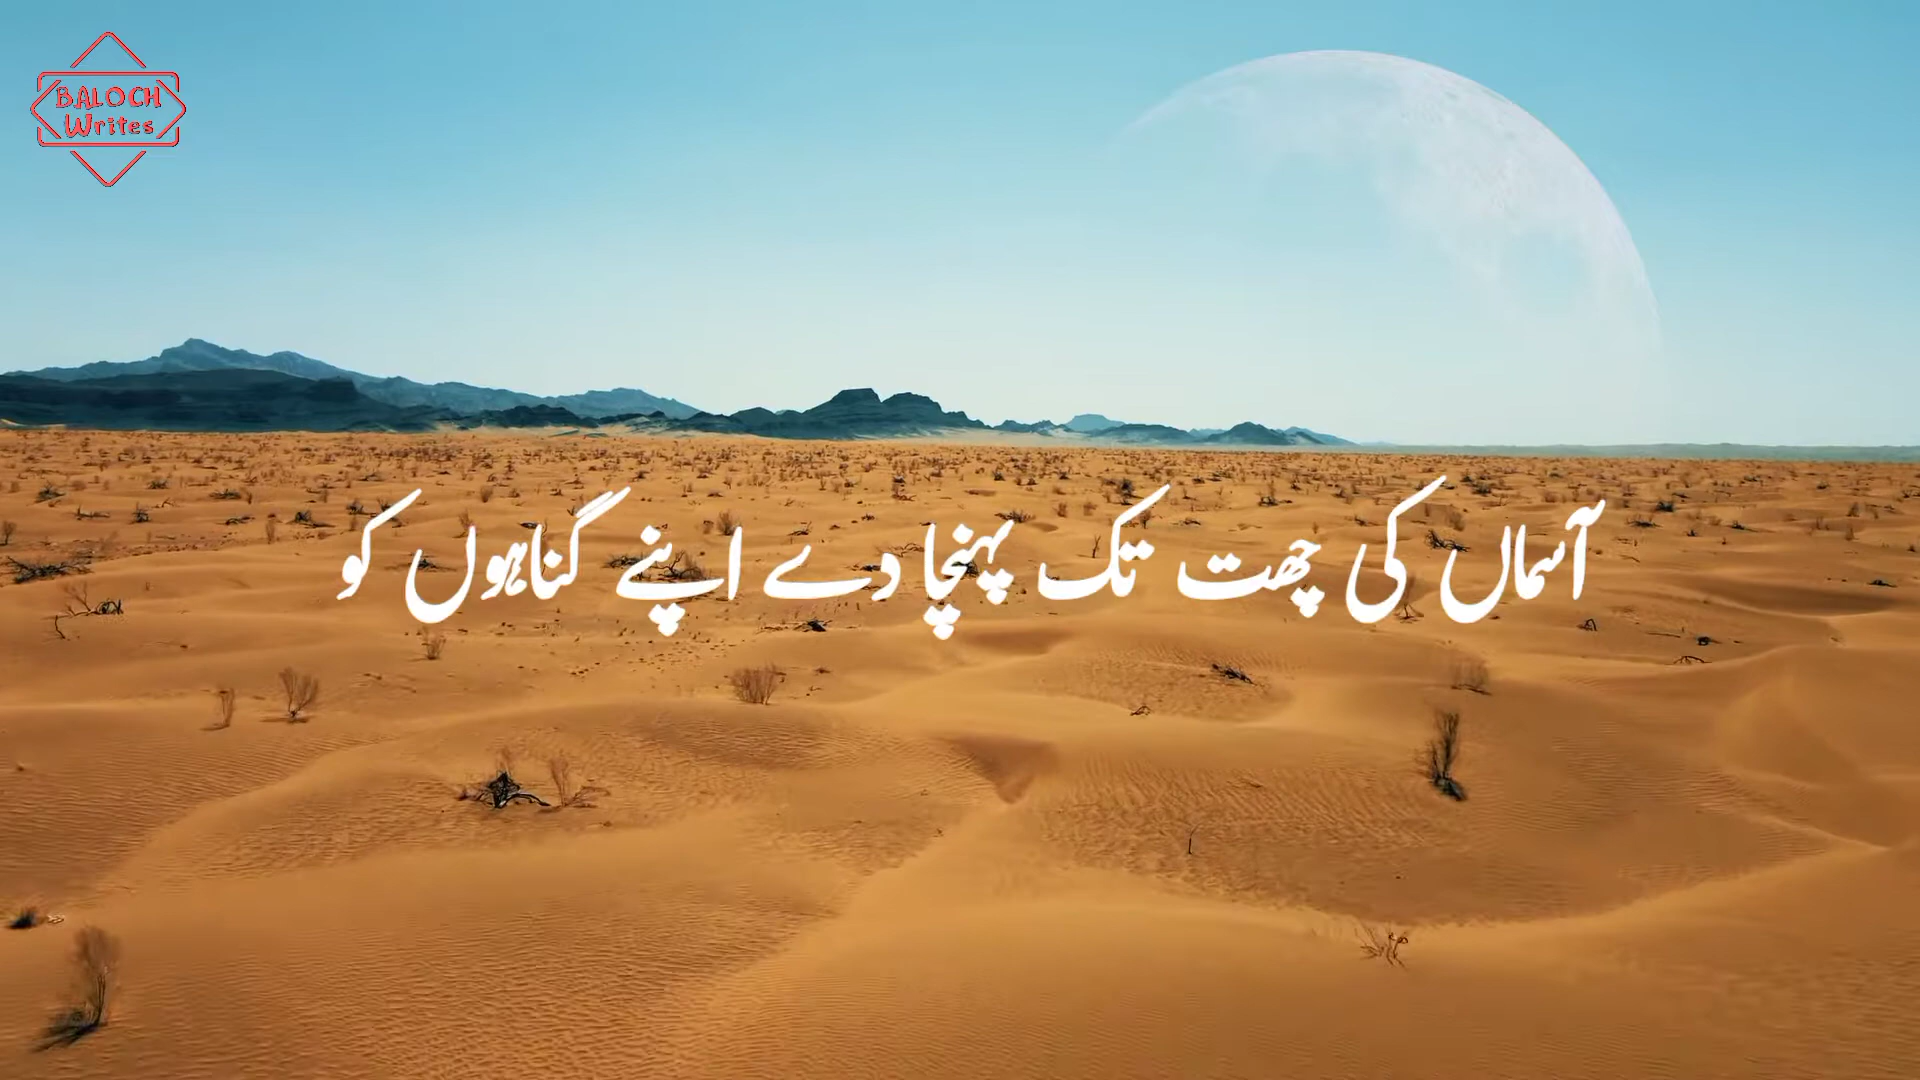 BALOCH
Writes
آسماں کی چھت تک پہنچا دے اپنے گناہوں کو